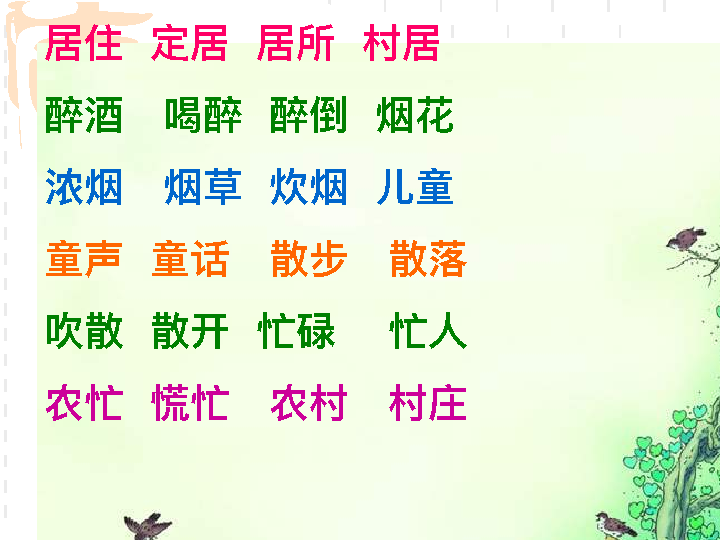 居住 定居 居所 村居
醉酒 喝醉 醉倒 烟花
浓烟 烟草 炊烟 儿童
童声 童话 散步 散落
吹散 散开 忙碌 忙人
农忙 慌忙 农村 村庄